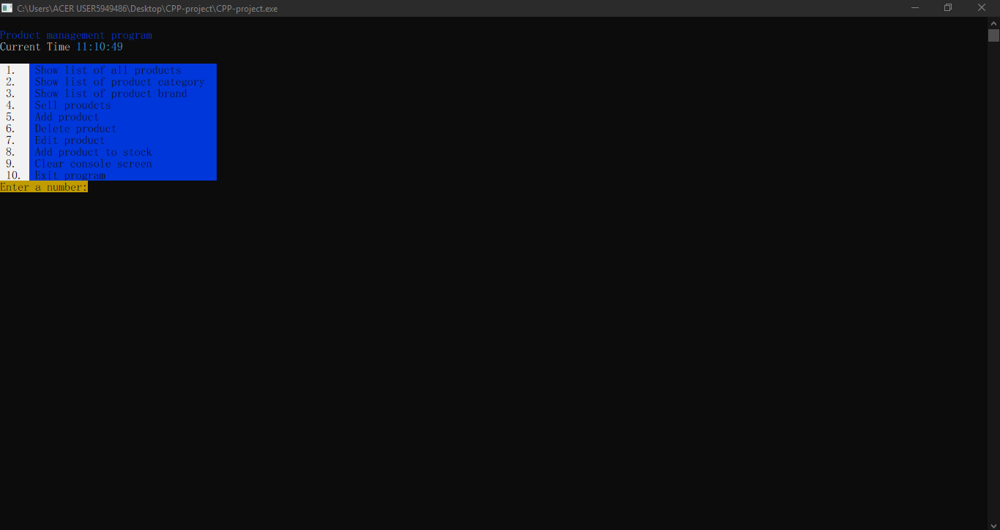 C:\Users\ACER USER5949486\Desktop\CPP-project\CPP-project.exe
Product management program
Current Time 11:10:49
1. Show list of all products
2. Show list of product category
3. Show list of product brand
4. Sell proudcts
5. Add product
6. Delete product
7. Edit product
8. Add product to stock
9. Clear console screen
10. Exit program
Enter a number: